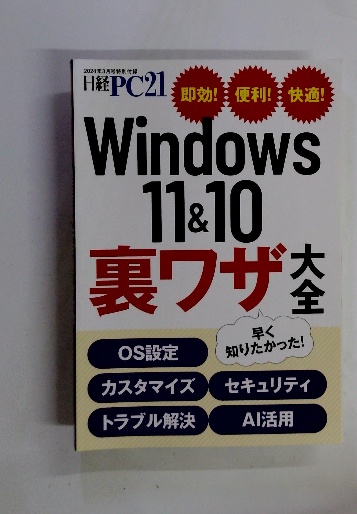 2024年3月号特別付録
日経PC21
即効! 便利! 快適!
Windows
11&10
裏ワザ大全
早く
知りたかった!
OS設定
カスタマイズ セキュリティ
トラブル解決 AI活用